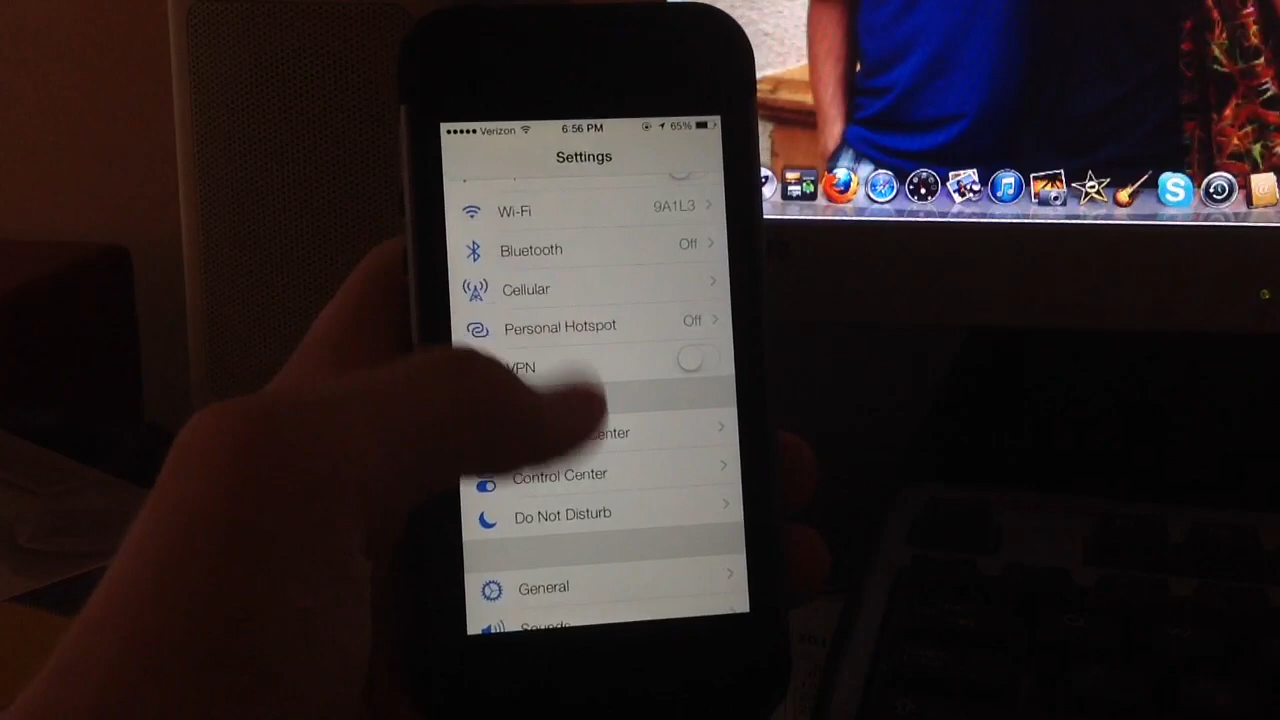 Verizon 6:56 PM 65%
Settings
Wi-Fi 9A1L3
Bluetooth Off
Cellular
Personal Hotspot Off
VPN
Center
Control Center
Do Not Disturb
General
Sounds
S